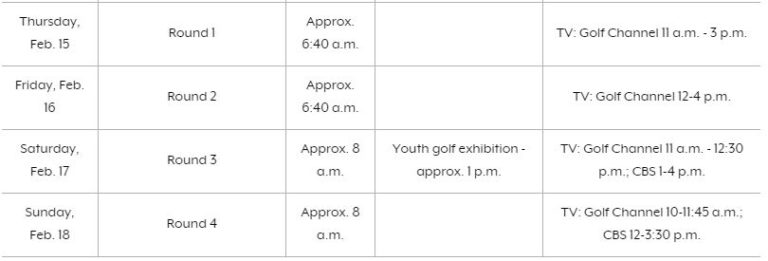 Thursday, Feb. 15 Round 1 Approx. 6:40 a.m. TV: Golf Channel 11 a.m. - 3 p.m.
Friday, Feb. 16 Round 2 Approx. 6:40 a.m. TV: Golf Channel 12-4 p.m.
Saturday, Feb. 17 Round 3 Approx. 8 a.m. Youth golf exhibition - approx. 1 p.m. TV: Golf Channel 11 a.m. - 12:30 p.m.; CBS 1-4 p.m.
Sunday, Feb. 18 Round 4 Approx. 8 a.m. TV: Golf Channel 10-11:45 a.m.; CBS 12-3:30 p.m.